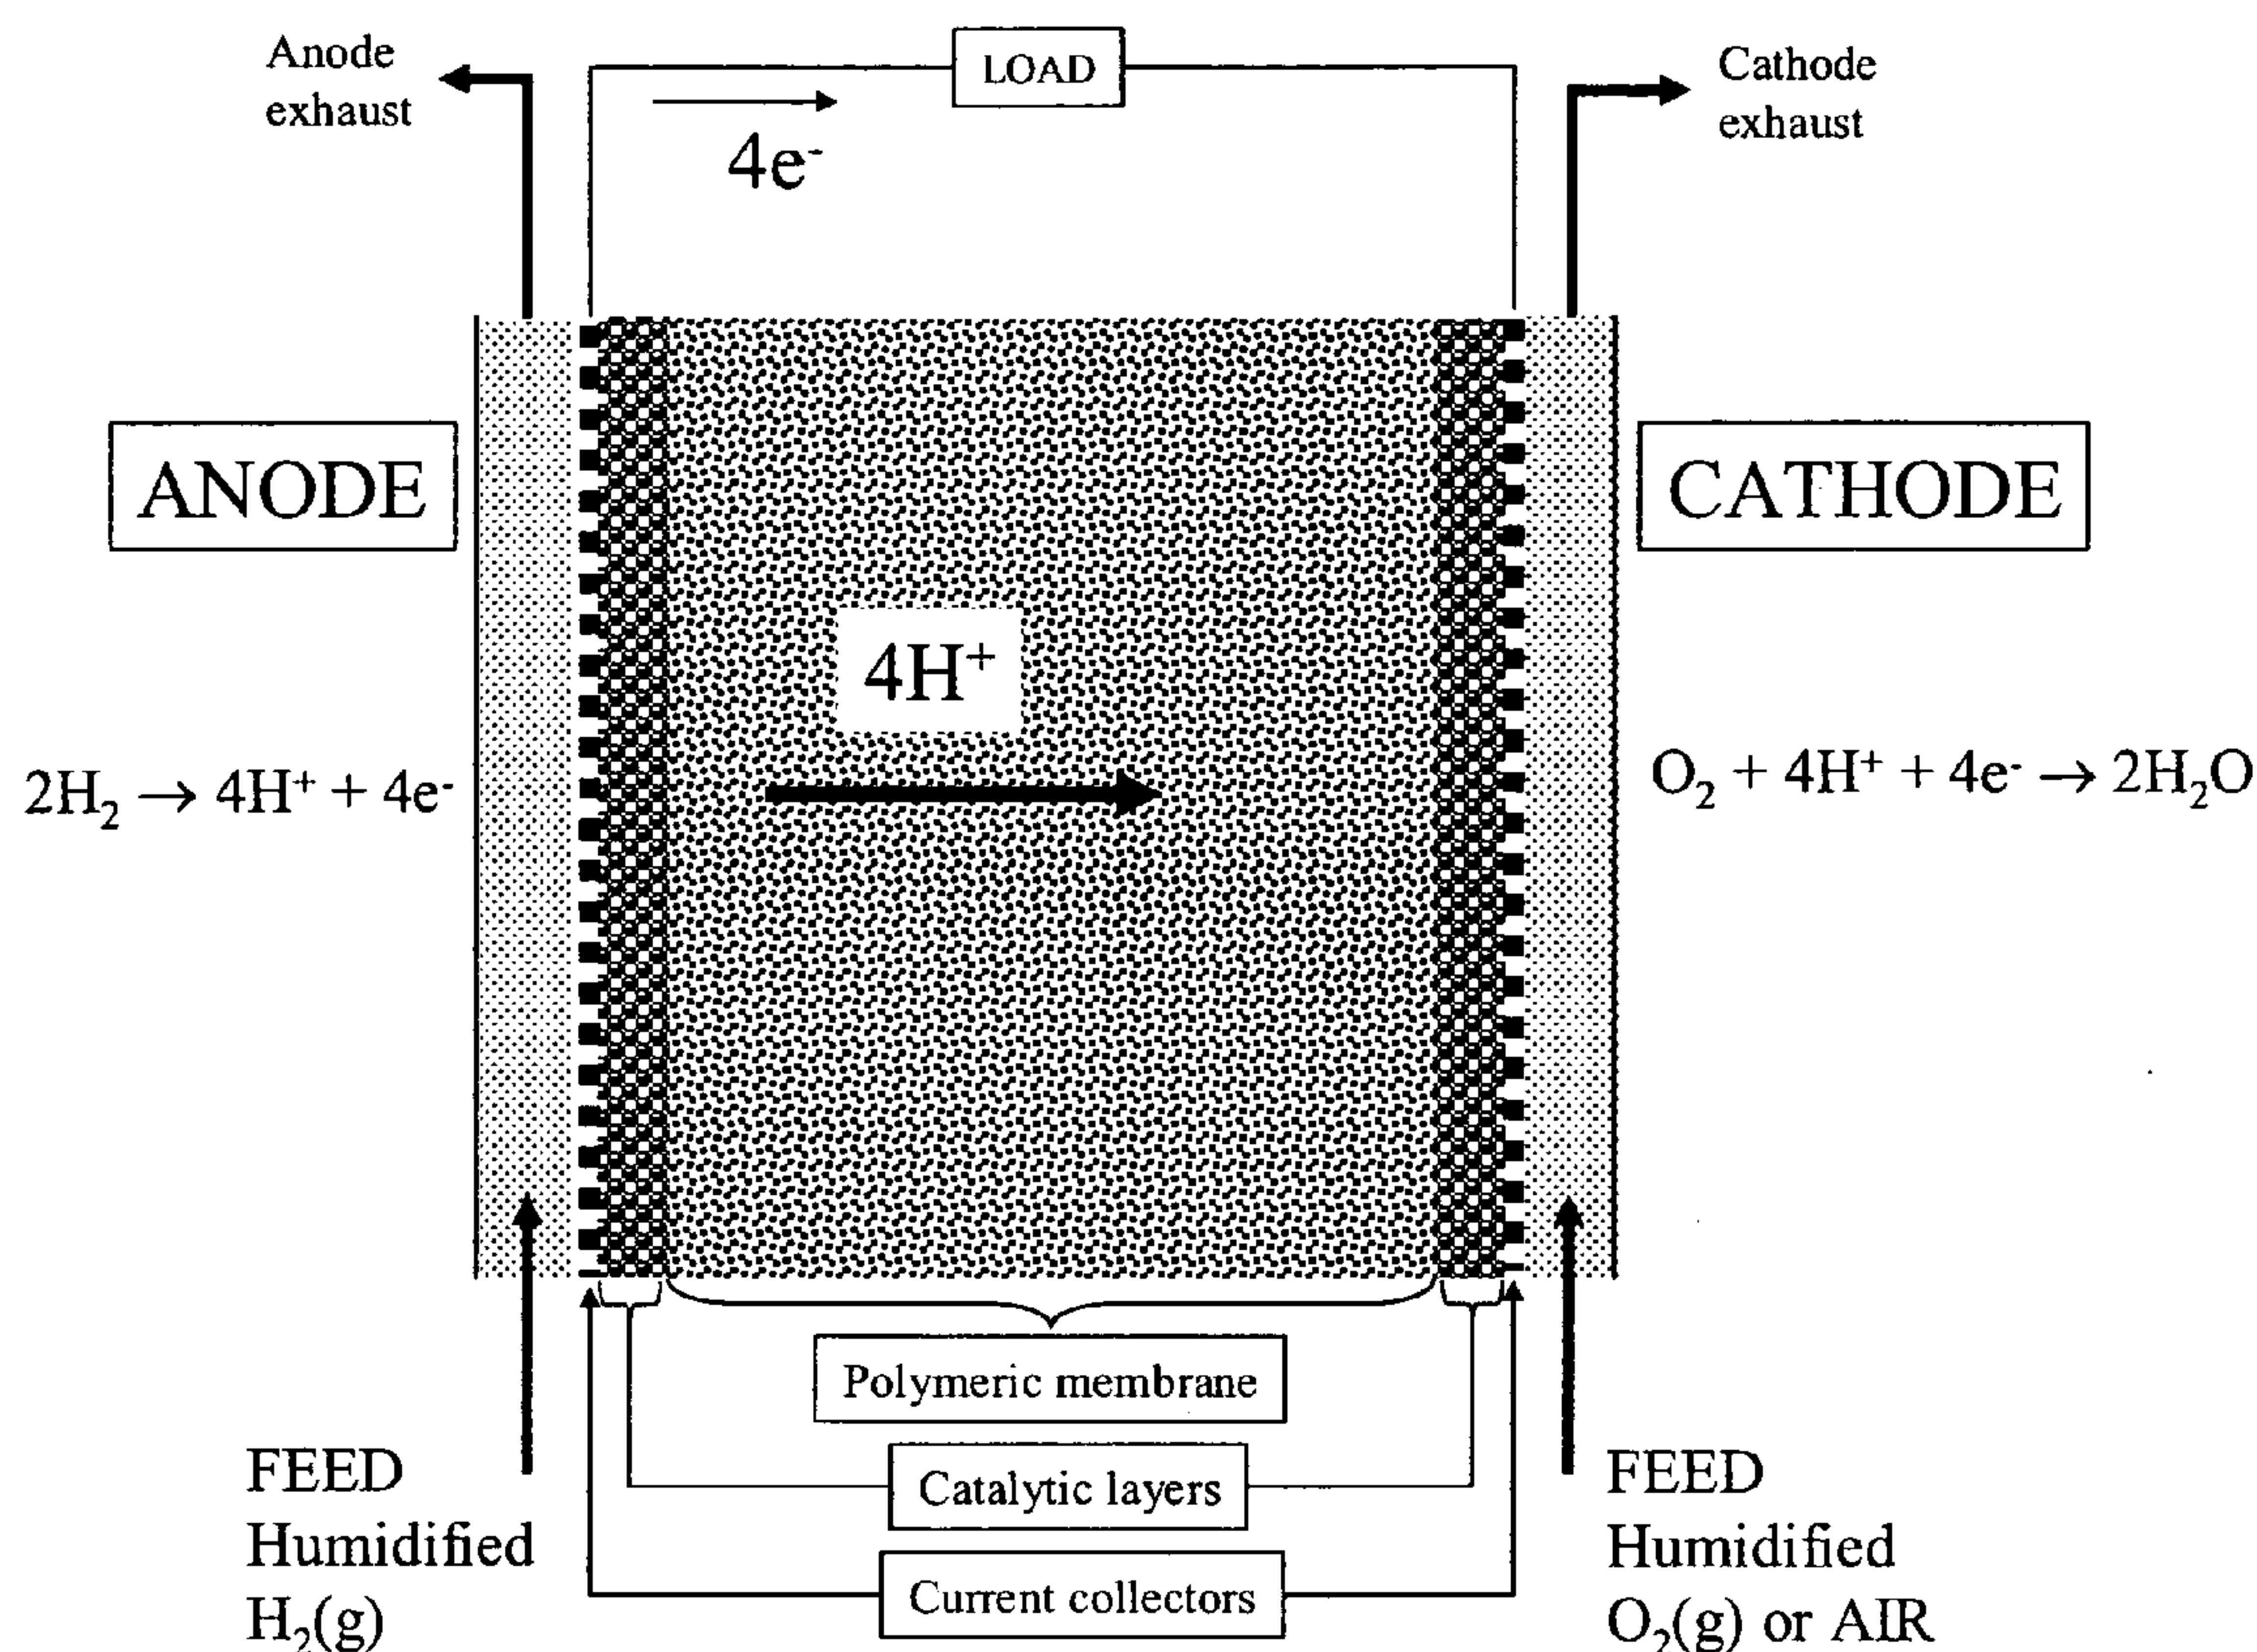 Anode
exhaust
LOAD
Cathode
exhaust
4e⁻
ANODE
CATHODE
4H⁺
2H₂ → 4H⁺ + 4e⁻
O₂ + 4H⁺ + 4e⁻ → 2H₂O
Polymeric membrane
Catalytic layers
Current collectors
FEED
Humidified
H₂(g)
FEED
Humidified
O₂(g) or AIR